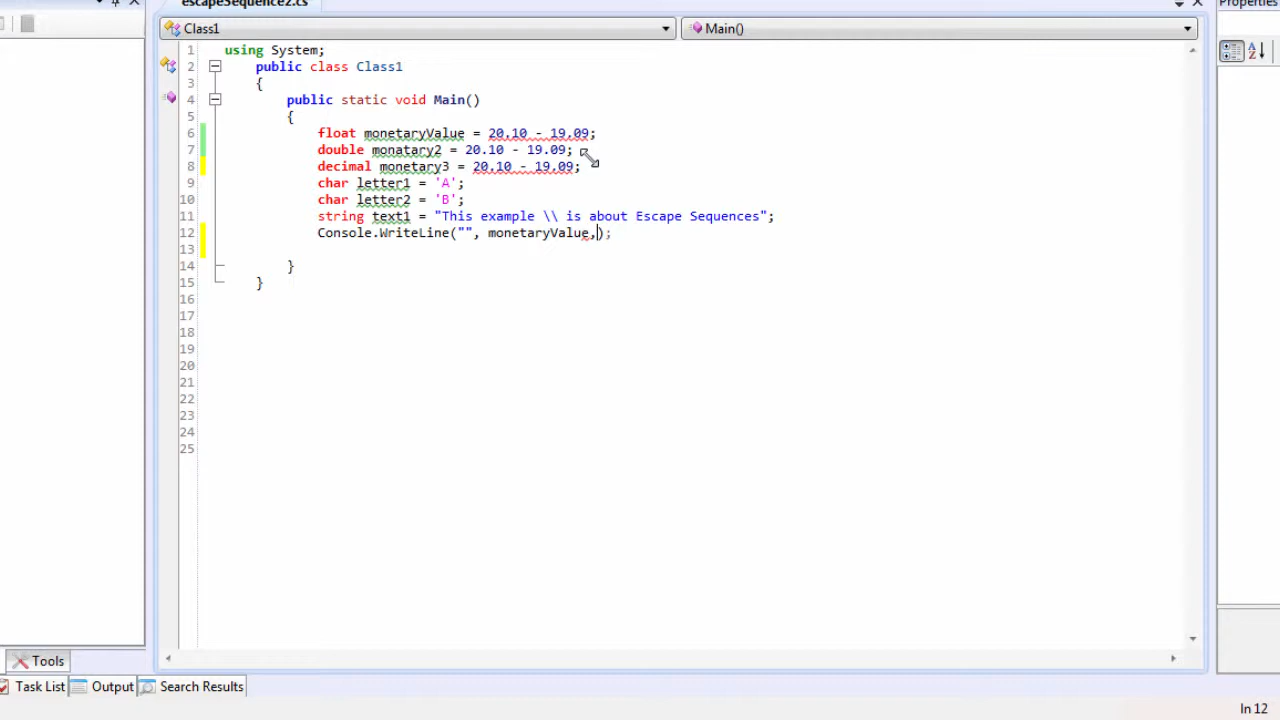 escapeSequence2.cs
Properties
Class1
Main()
1 using System;
2 public class Class1
3 {
4 public static void Main()
5 {
6 float monetaryValue = 20.10 - 19.09;
7 double monatary2 = 20.10 - 19.09;
8 decimal monetary3 = 20.10 - 19.09;
9 char letter1 = 'A';
10 char letter2 = 'B';
11 string text1 = "This example \\ is about Escape Sequences";
12 Console.WriteLine("", monetaryValue,);
13
14 }
15 }
16
17
18
19
20
21
22
23
24
25
Tools
Task List
Output
Search Results
ln 12